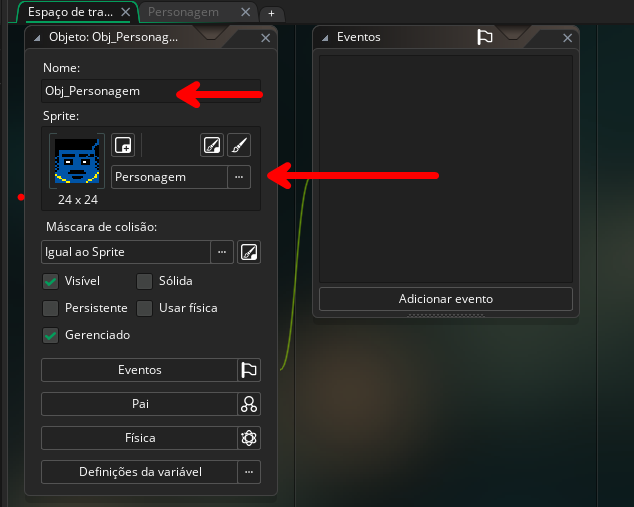 Espaço de tra...
Personagem
+
Objeto: Obj_Personag...
Nome:
Obj_Personagem
Sprite:
Personagem
...
24 x 24
Máscara de colisão:
Igual ao Sprite
...
Visível
Sólida
Persistente
Usar física
Gerenciado
Eventos
Pai
Física
Definições da variável
...
Eventos
Adicionar evento